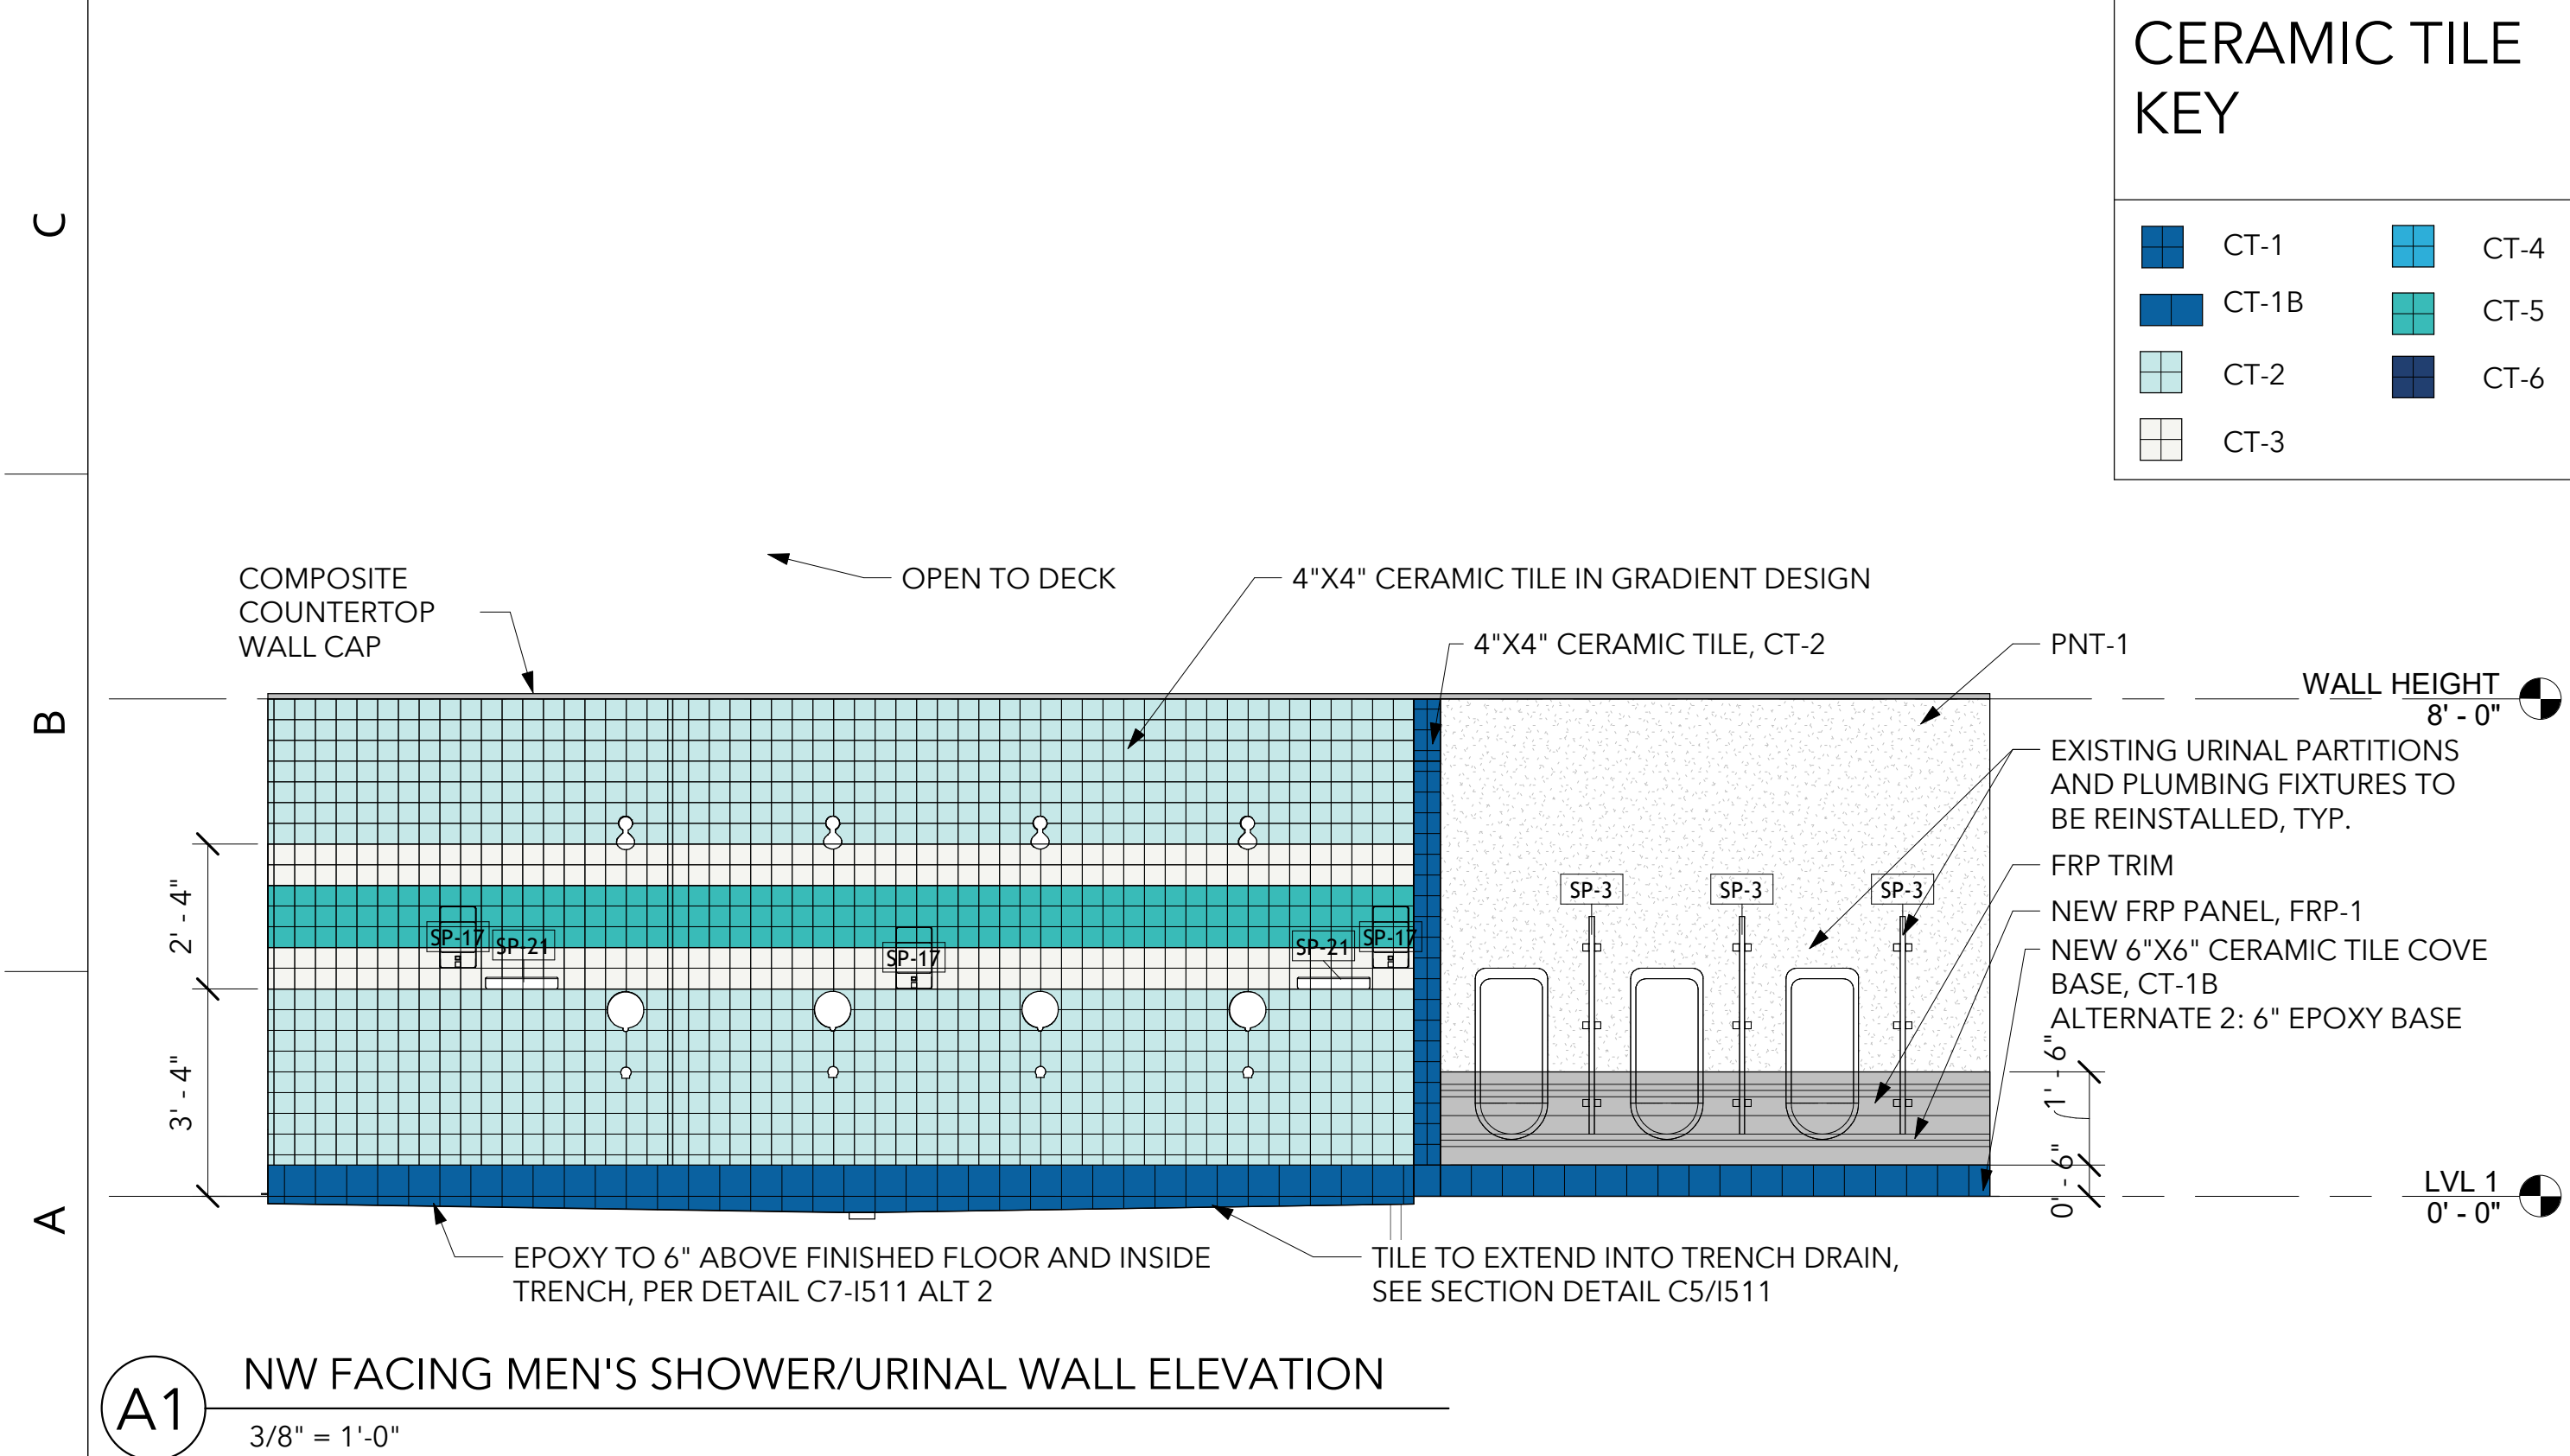 CERAMIC TILE
KEY
CT-1
CT-4
CT-1B
CT-5
CT-2
CT-6
CT-3
C
B
A
COMPOSITE
COUNTERTOP
WALL CAP
OPEN TO DECK
4"X4" CERAMIC TILE IN GRADIENT DESIGN
4"X4" CERAMIC TILE, CT-2
PNT-1
WALL HEIGHT
8' - 0"
EXISTING URINAL PARTITIONS
AND PLUMBING FIXTURES TO
BE REINSTALLED, TYP.
FRP TRIM
NEW FRP PANEL, FRP-1
NEW 6"X6" CERAMIC TILE COVE
BASE, CT-1B
ALTERNATE 2: 6" EPOXY BASE
SP-3
SP-3
SP-3
SP-17
SP-21
SP-17
SP-21
SP-17
2' - 4"
3' - 4"
1' - 6"
0' - 6"
LVL 1
0' - 0"
EPOXY TO 6" ABOVE FINISHED FLOOR AND INSIDE
TRENCH, PER DETAIL C7-I511 ALT 2
TILE TO EXTEND INTO TRENCH DRAIN,
SEE SECTION DETAIL C5/I511
A1
NW FACING MEN'S SHOWER/URINAL WALL ELEVATION
3/8" = 1'-0"